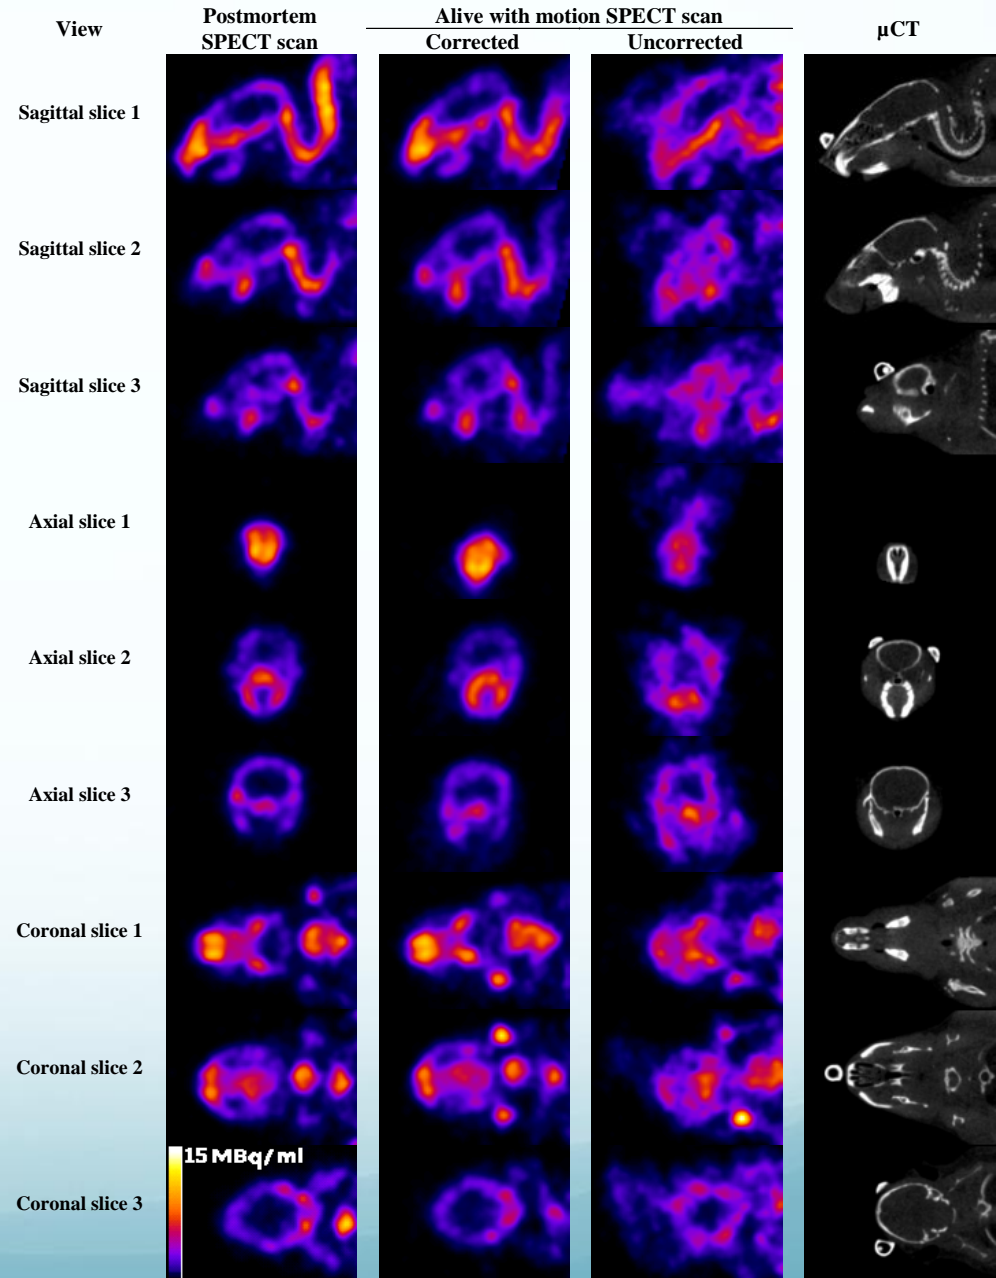 View
Postmortem
SPECT scan
Alive with motion SPECT scan
Corrected
Uncorrected
µCT
Sagittal slice 1
Sagittal slice 2
Sagittal slice 3
Axial slice 1
Axial slice 2
Axial slice 3
Coronal slice 1
Coronal slice 2
15 MBq/ml
Coronal slice 3